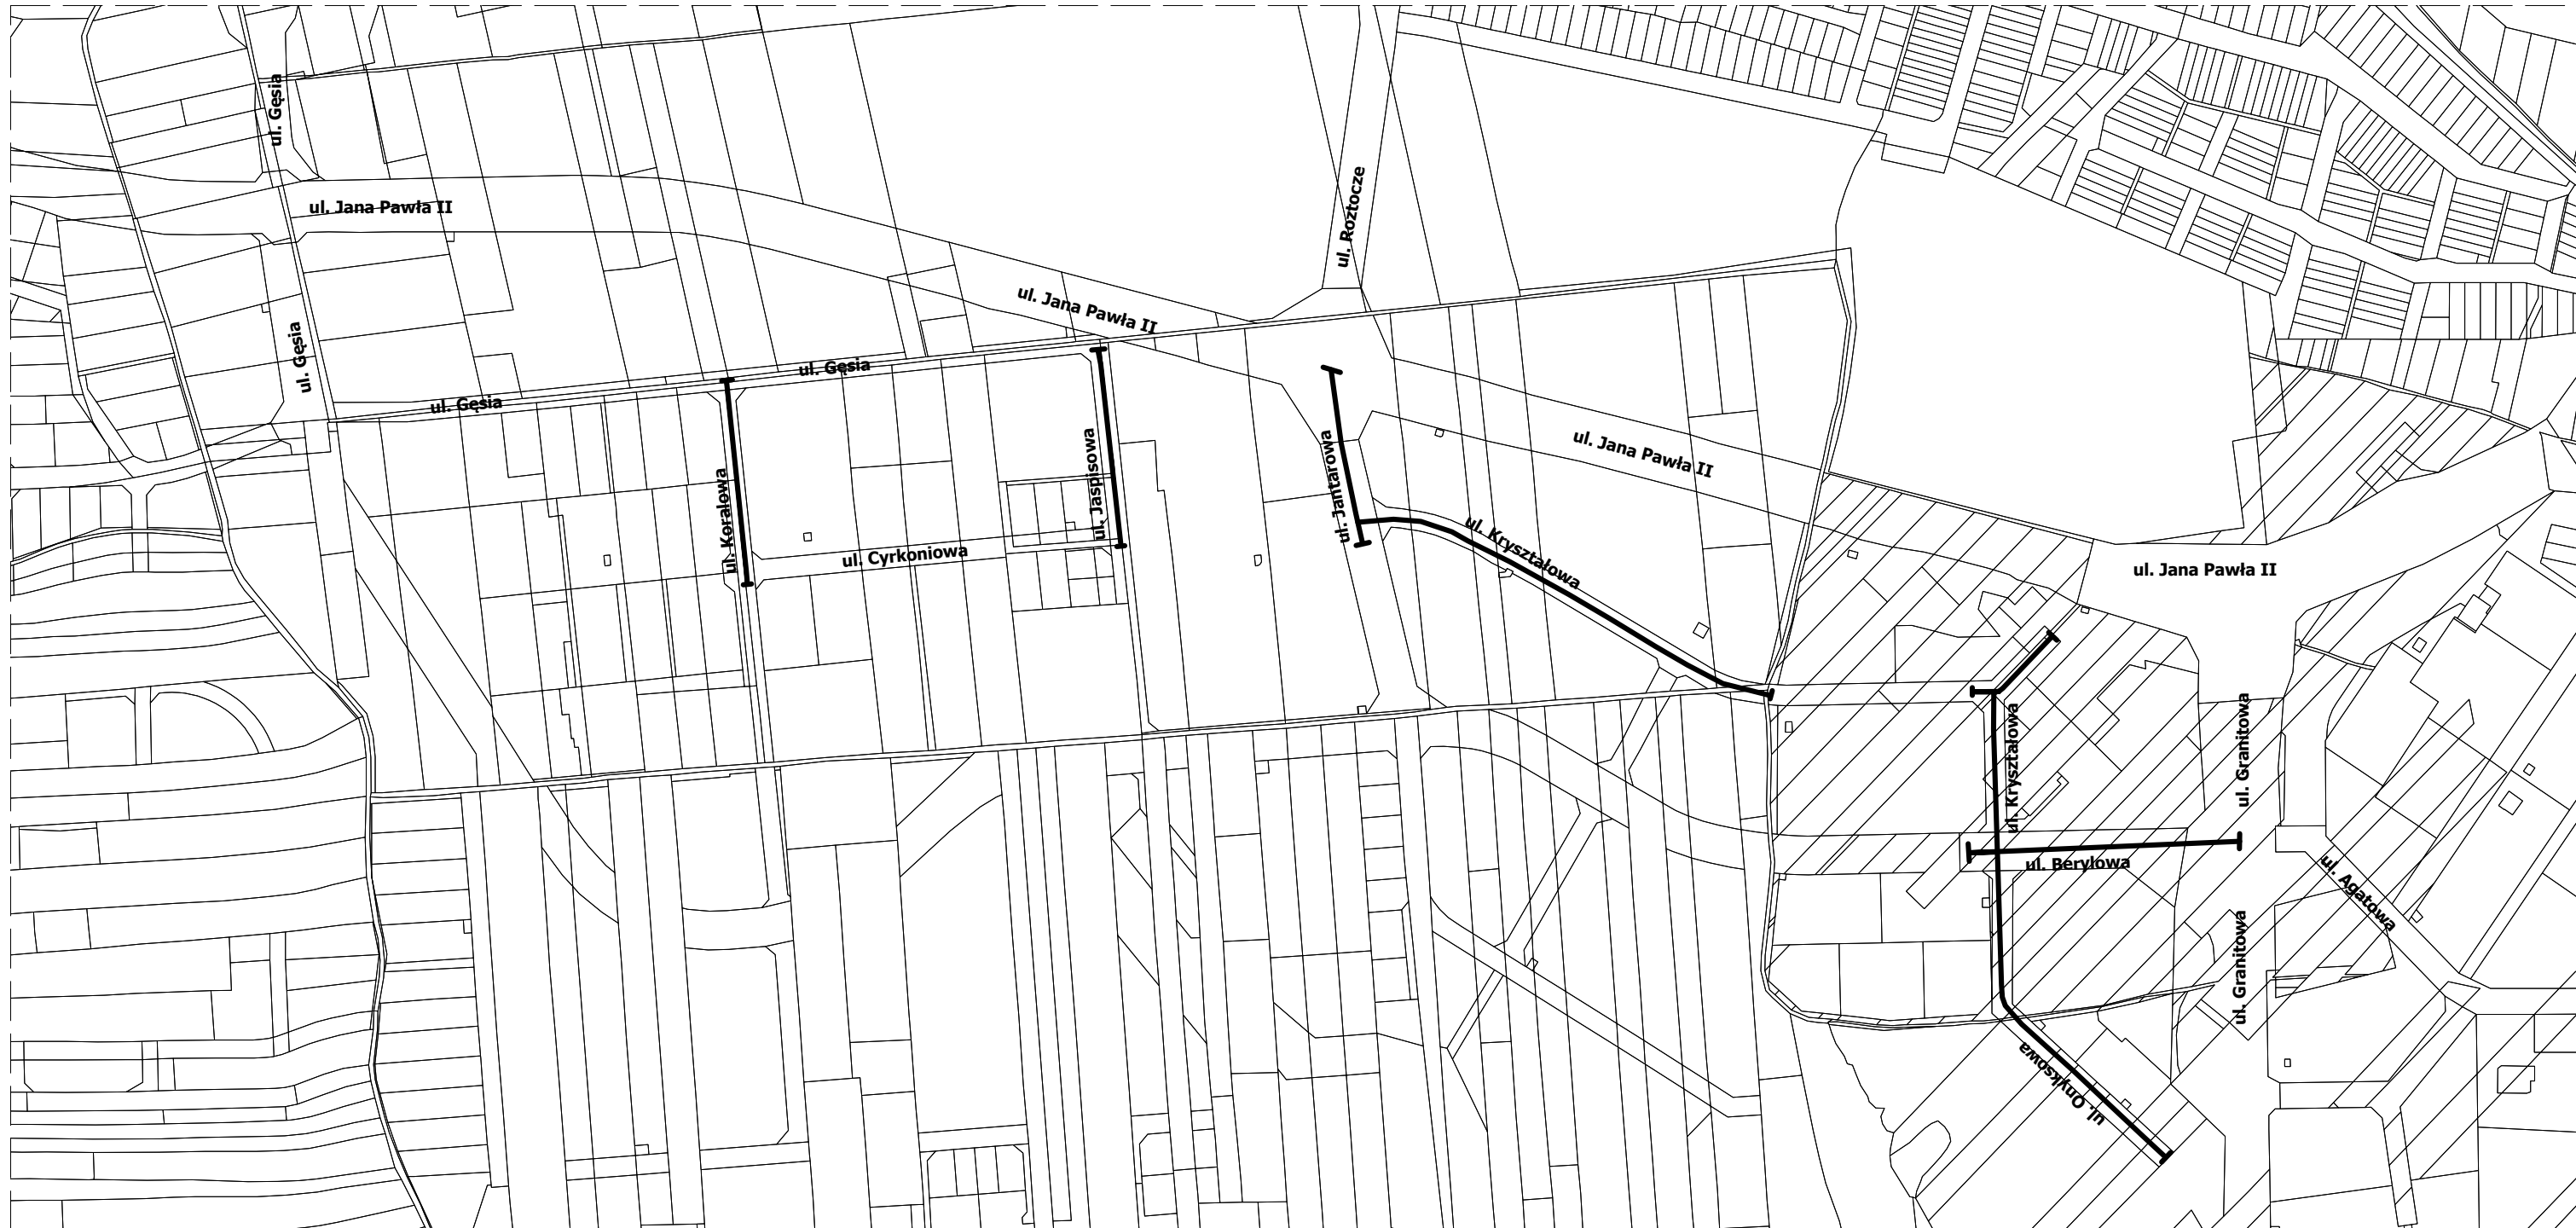 ul. Gęsia
ul. Jana Pawła II
ul. Roztocze
ul. Jana Pawła II
ul. Gęsia
ul. Gęsia
ul. Gęsia
ul. Jantarowa
ul. Jaspisowa
ul. Jana Pawła II
ul. Koralowa
ul. Kryształowa
ul. Cyrkoniowa
ul. Jana Pawła II
ul. Kryształowa
ul. Granitowa
ul. Berylowa
ul. Agatowa
ul. Granitowa
ul. Onyksowa